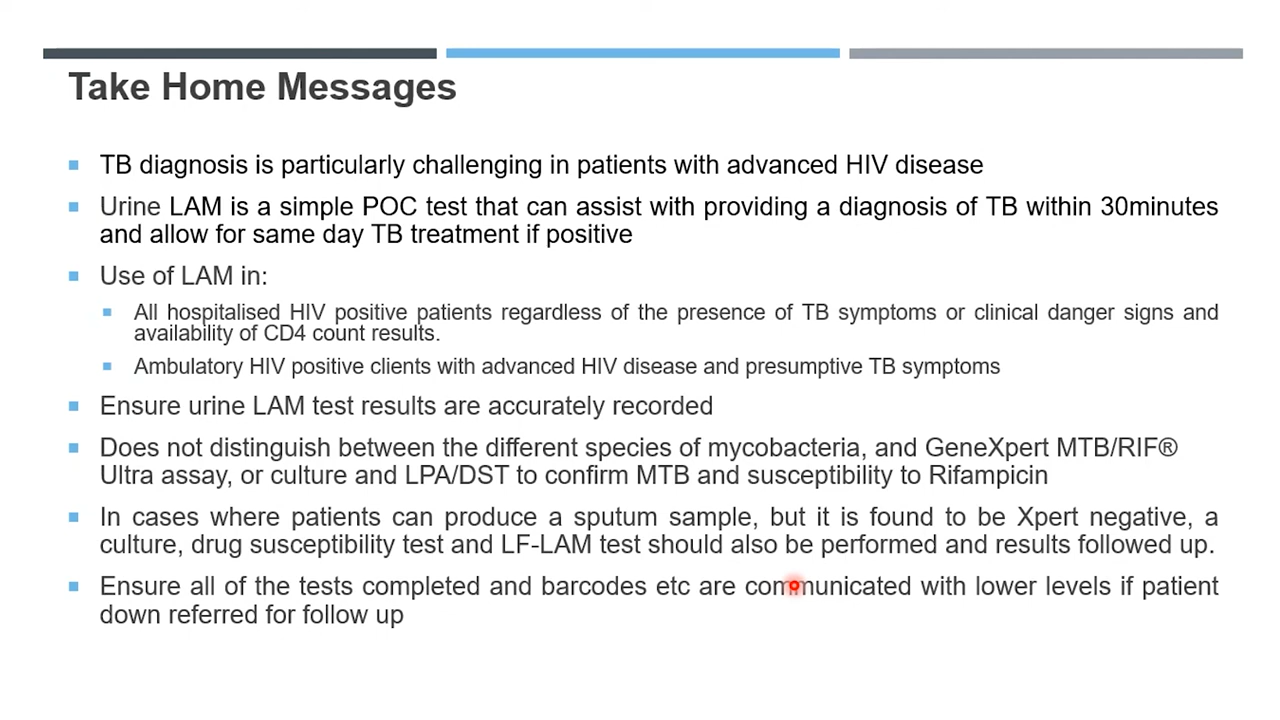 Take Home Messages
TB diagnosis is particularly challenging in patients with advanced HIV disease
Urine LAM is a simple POC test that can assist with providing a diagnosis of TB within 30minutes
and allow for same day TB treatment if positive
Use of LAM in:
All hospitalised HIV positive patients regardless of the presence of TB symptoms or clinical danger signs and
availability of CD4 count results.
Ambulatory HIV positive clients with advanced HIV disease and presumptive TB symptoms
Ensure urine LAM test results are accurately recorded
Does not distinguish between the different species of mycobacteria, and GeneXpert MTB/RIF®
Ultra assay, or culture and LPA/DST to confirm MTB and susceptibility to Rifampicin
In cases where patients can produce a sputum sample, but it is found to be Xpert negative, a
culture, drug susceptibility test and LF-LAM test should also be performed and results followed up.
Ensure all of the tests completed and barcodes etc are communicated with lower levels if patient
down referred for follow up